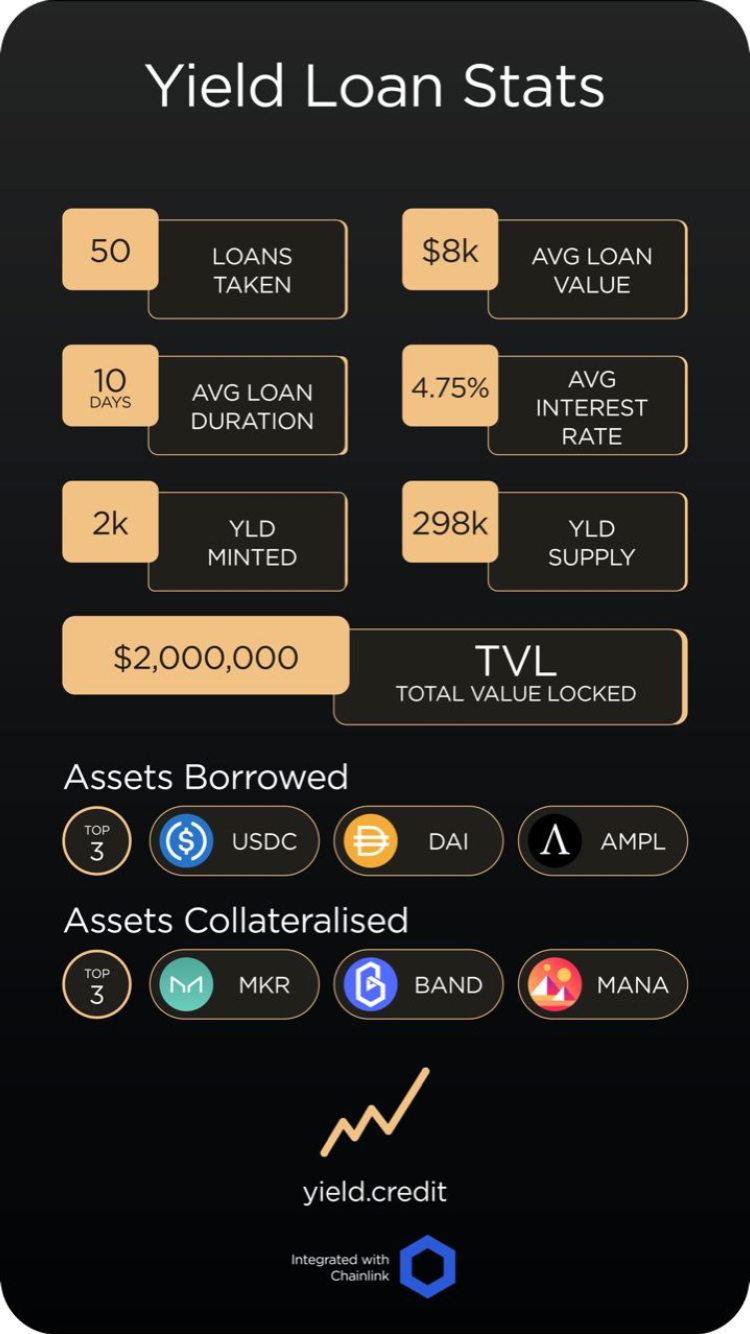 Yield Loan Stats
50
LOANS
TAKEN
$8k
AVG LOAN
VALUE
10
DAYS
AVG LOAN
DURATION
4.75%
AVG
INTEREST
RATE
2k
YLD
MINTED
298k
YLD
SUPPLY
$2,000,000
TVL
TOTAL VALUE LOCKED
Assets Borrowed
TOP
3
USDC
DAI
AMPL
Assets Collateralised
TOP
3
MKR
BAND
MANA
yield.credit
Integrated with
Chainlink